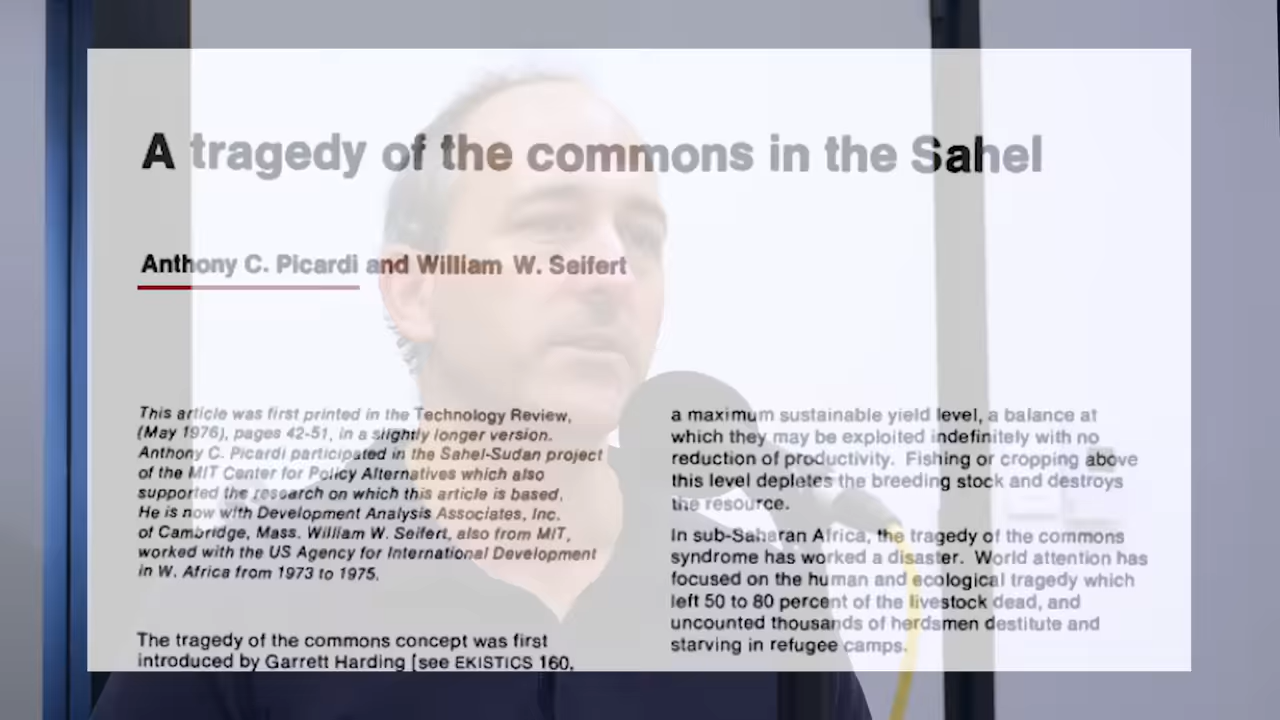 A tragedy of the commons in the Sahel
Anthony C. Picardi and William W. Seifert
This article was first printed in the Technology Review,
(May 1976), pages 42-51, in a slightly longer version.
Anthony C. Picardi participated in the Sahel-Sudan project
of the MIT Center for Policy Alternatives which also
supported the research on which this article is based.
He is now with Development Analysis Associates, Inc.
of Cambridge, Mass. William W. Seifert, also from MIT,
worked with the US Agency for International Development
in W. Africa from 1973 to 1975.
The tragedy of the commons concept was first
introduced by Garrett Harding [see EKISTICS 160,
a maximum sustainable yield level, a balance at
which they may be exploited indefinitely with no
reduction of productivity. Fishing or cropping above
this level depletes the breeding stock and destroys
the resource.
In sub-Saharan Africa, the tragedy of the commons
syndrome has worked a disaster. World attention has
focused on the human and ecological tragedy which
left 50 to 80 percent of the livestock dead, and
uncounted thousands of herdsmen destitute and
starving in refugee camps.